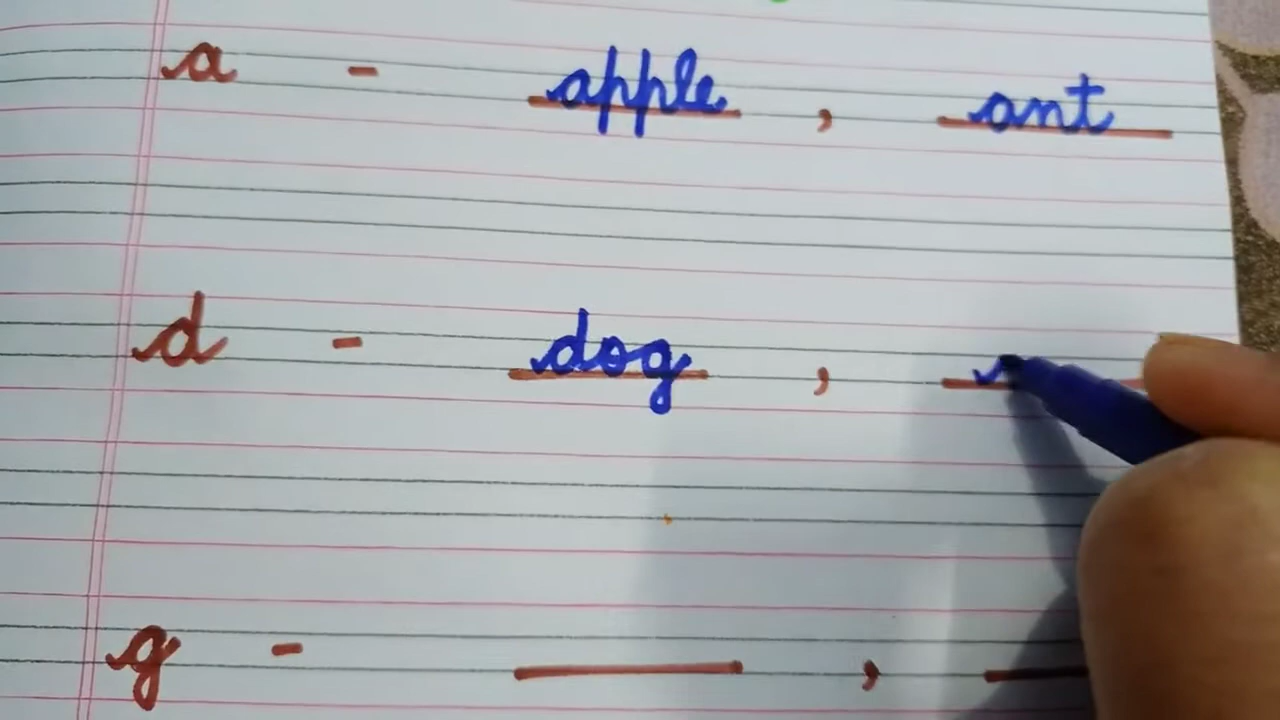 a - apple , ant
d - dog ,
g - ,